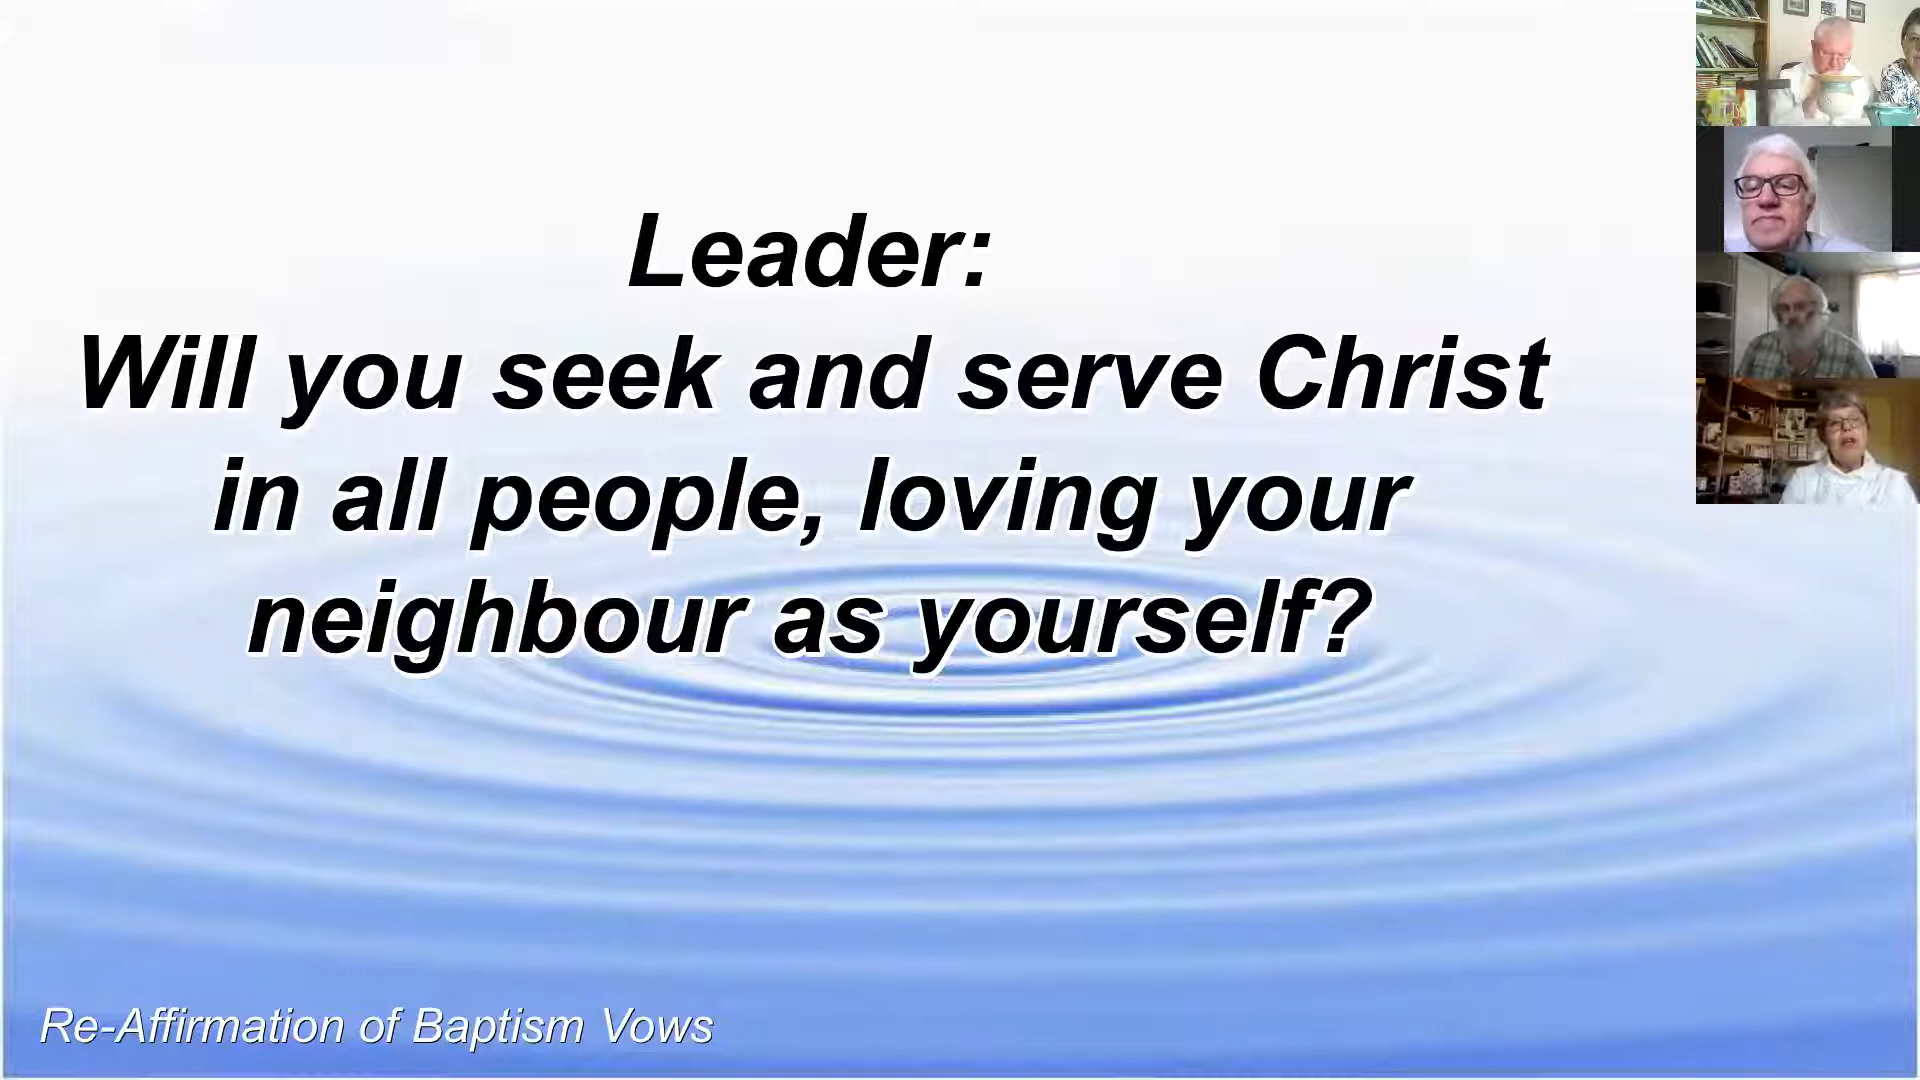 Leader:
Will you seek and serve Christ
in all people, loving your
neighbour as yourself?
Re-Affirmation of Baptism Vows